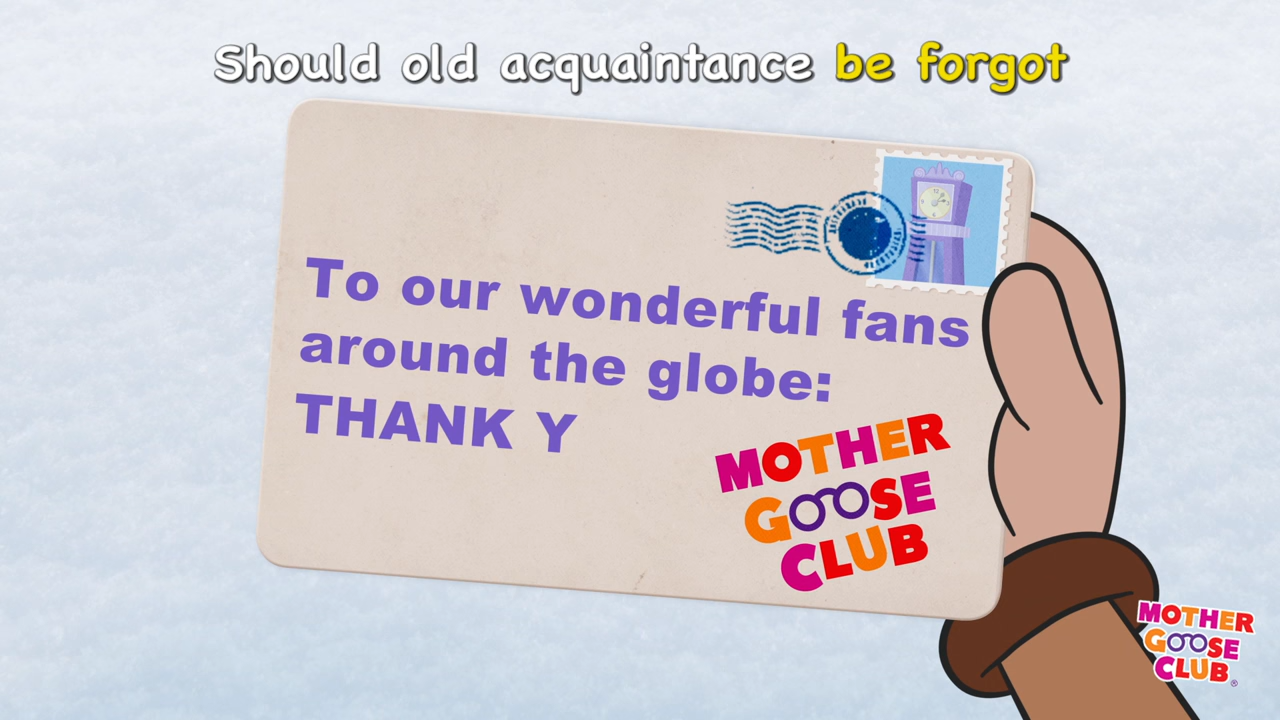 Should old acquaintance be forgot
To our wonderful fans
around the globe:
THANK Y
MOTHER
GOOSE
CLUB
MOTHER
GOOSE
CLUB®